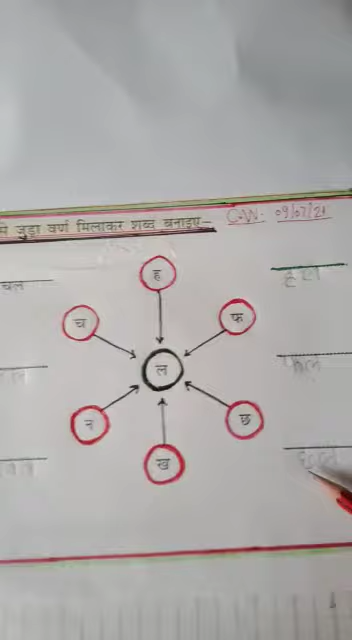 से जुड़ा वर्ण मिलाकर शब्द बनाइए- C.W- 09/07/21
चल
ह
हल
च
फ
ल
फल
न
छ
ख